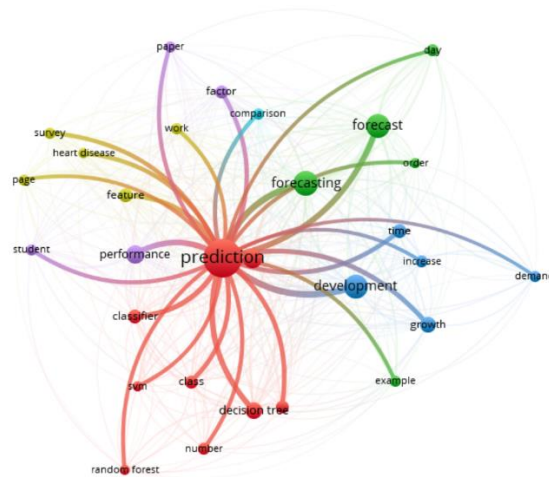 paper
day
factor
comparison
forecast
survey
work
heart disease
order
page
feature
forecasting
student
performance
time
prediction
increase
demand
development
classifier
growth
svm
class
example
decision tree
number
random forest